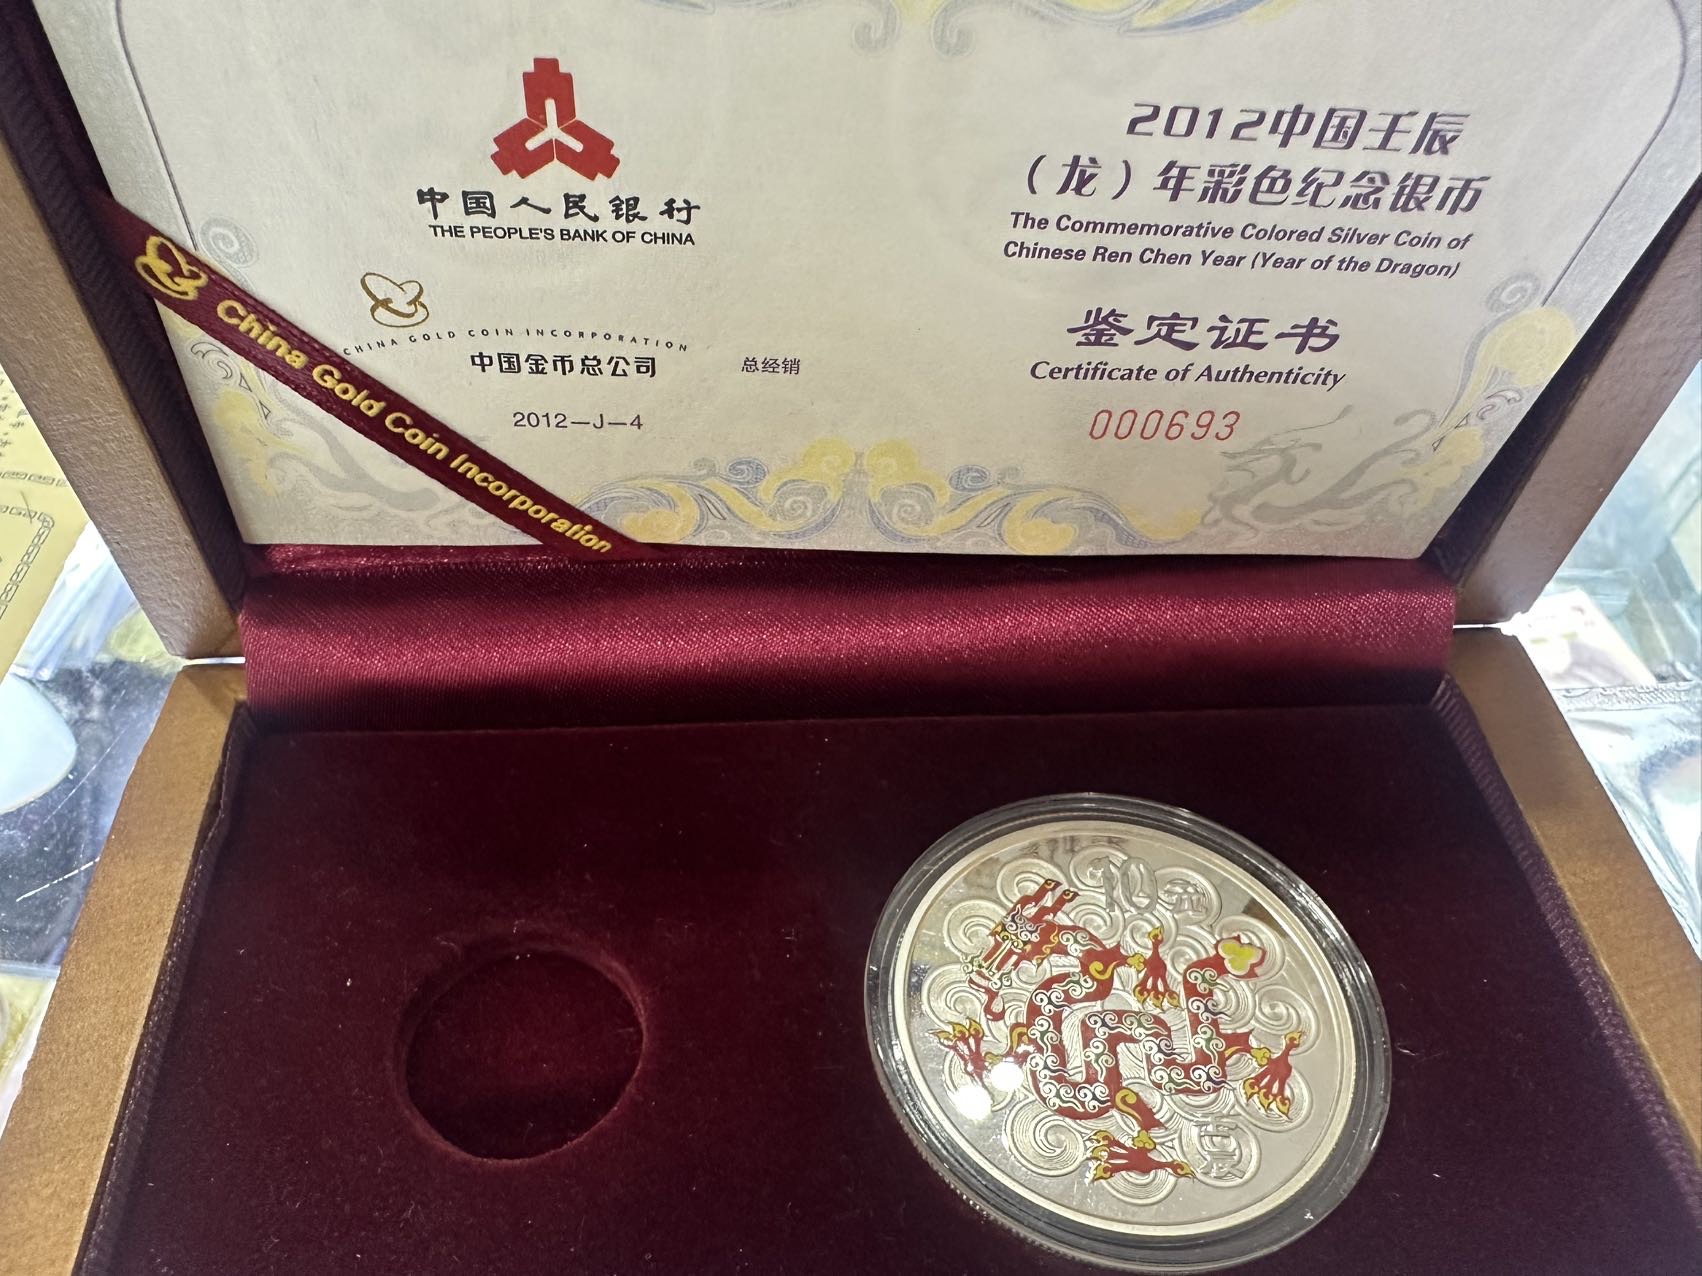 中国人民银行
THE PEOPLE'S BANK OF CHINA
CHINA GOLD COIN INCORPORATION
中国金币总公司
总经销
2012—J—4
2012中国壬辰
（龙）年彩色纪念银币
The Commemorative Colored Silver Coin of
Chinese Ren Chen Year (Year of the Dragon)
鉴定证书
Certificate of Authenticity
000693
China Gold Coin Incorporation
10元